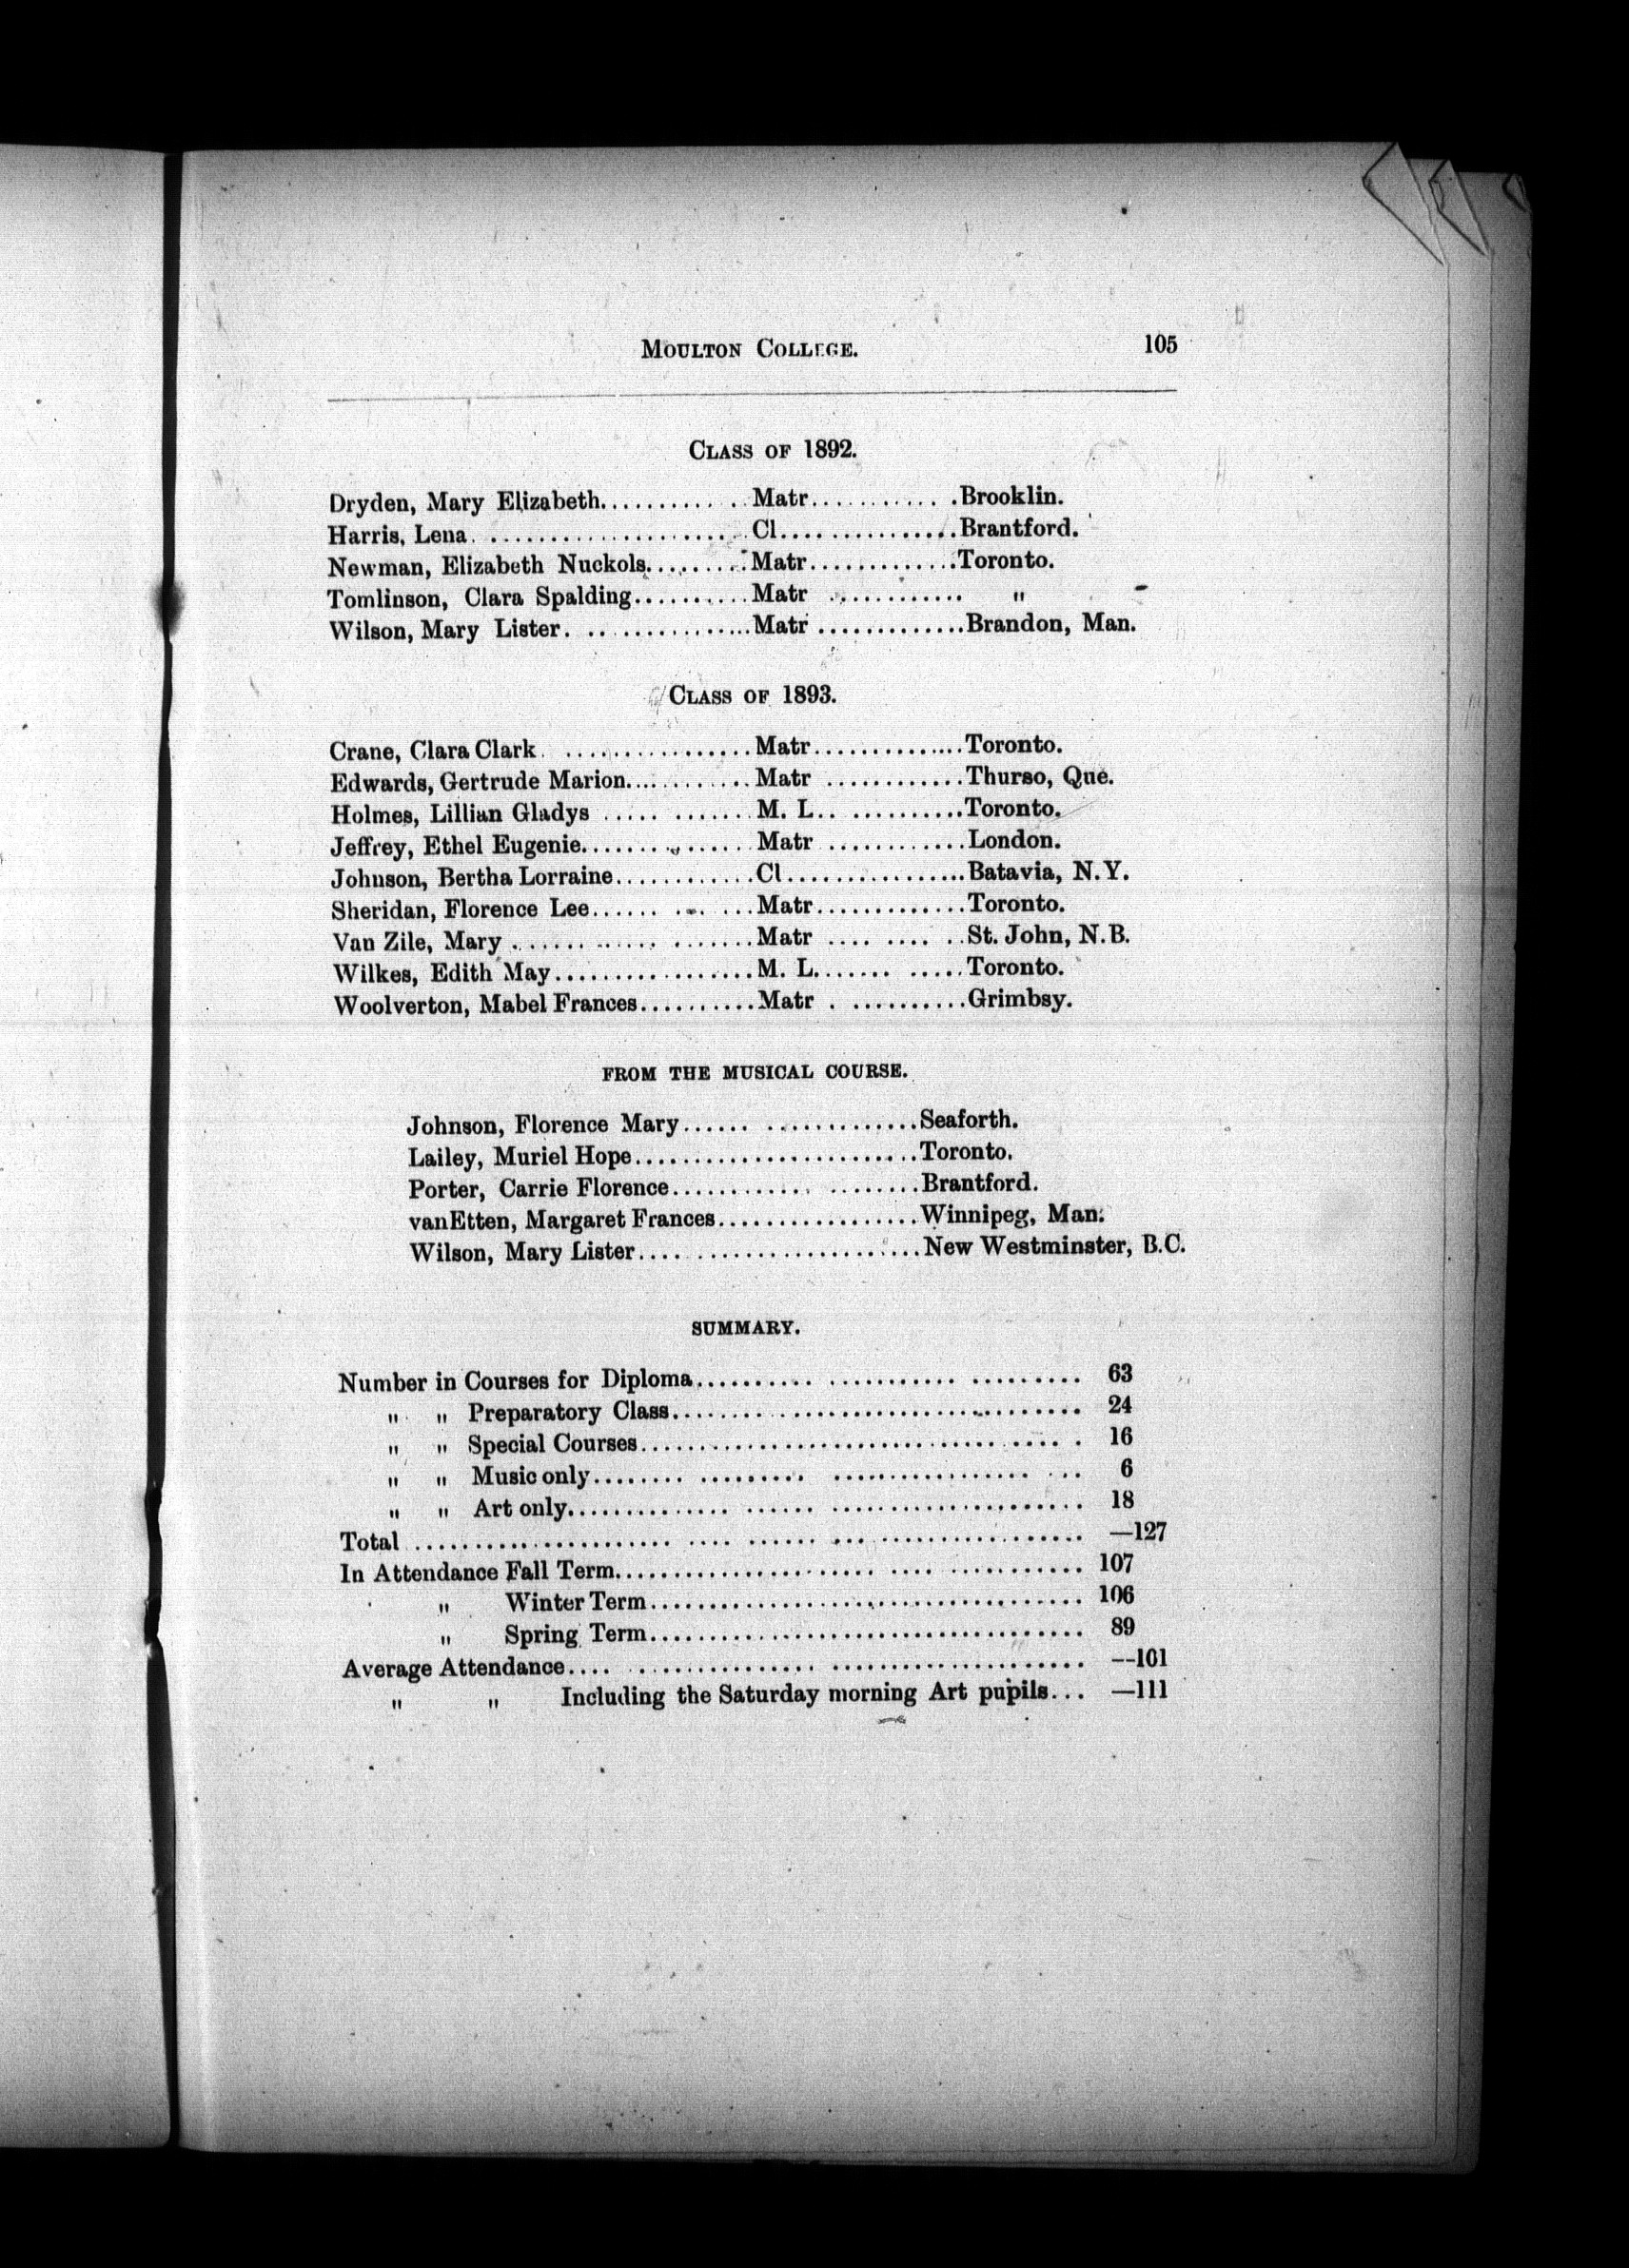 MOULTON COLLEGE. 105
CLASS OF 1892.
Dryden, Mary Elizabeth............Matr............Brooklin.
Harris, Lena......................Cl...............Brantford.
Newman, Elizabeth Nuckols.........Matr.............Toronto.
Tomlinson, Clara Spalding..........Matr ............ "
Wilson, Mary Lister. ..............Matr .............Brandon, Man.
CLASS OF 1893.
Crane, Clara Clark ................Matr.............Toronto.
Edwards, Gertrude Marion...........Matr ............Thurso, Que.
Holmes, Lillian Gladys ..... .......M. L.. ..........Toronto.
Jeffrey, Ethel Eugenie..............Matr ............London.
Johnson, Bertha Lorraine............Cl................Batavia, N.Y.
Sheridan, Florence Lee...... ... ...Matr.............Toronto.
Van Zile, Mary ............. .......Matr .... .... ..St. John, N.B.
Wilkes, Edith May.................M. L....... .....Toronto.
Woolverton, Mabel Frances..........Matr . ..........Grimbsy.
FROM THE MUSICAL COURSE.
Johnson, Florence Mary...... .............Seaforth.
Lailey, Muriel Hope........................Toronto.
Porter, Carrie Florence............ ........Brantford.
vanEtten, Margaret Frances.................Winnipeg, Man.
Wilson, Mary Lister........................New Westminster, B.C.
SUMMARY.
Number in Courses for Diploma.......... ........... ......... 63
" " Preparatory Class................................... 24
" " Special Courses.............................. .... . 16
" " Music only........ ......... ................. ... 6
" " Art only.............. ...... ...................... 18
Total ...................... .... ...... ... ................... —127
In Attendance Fall Term...................... .... ........... 107
" Winter Term..................................... 106
" Spring Term..................................... 89
Average Attendance.... ............... ...................... —101
" " Including the Saturday morning Art pupils... —111